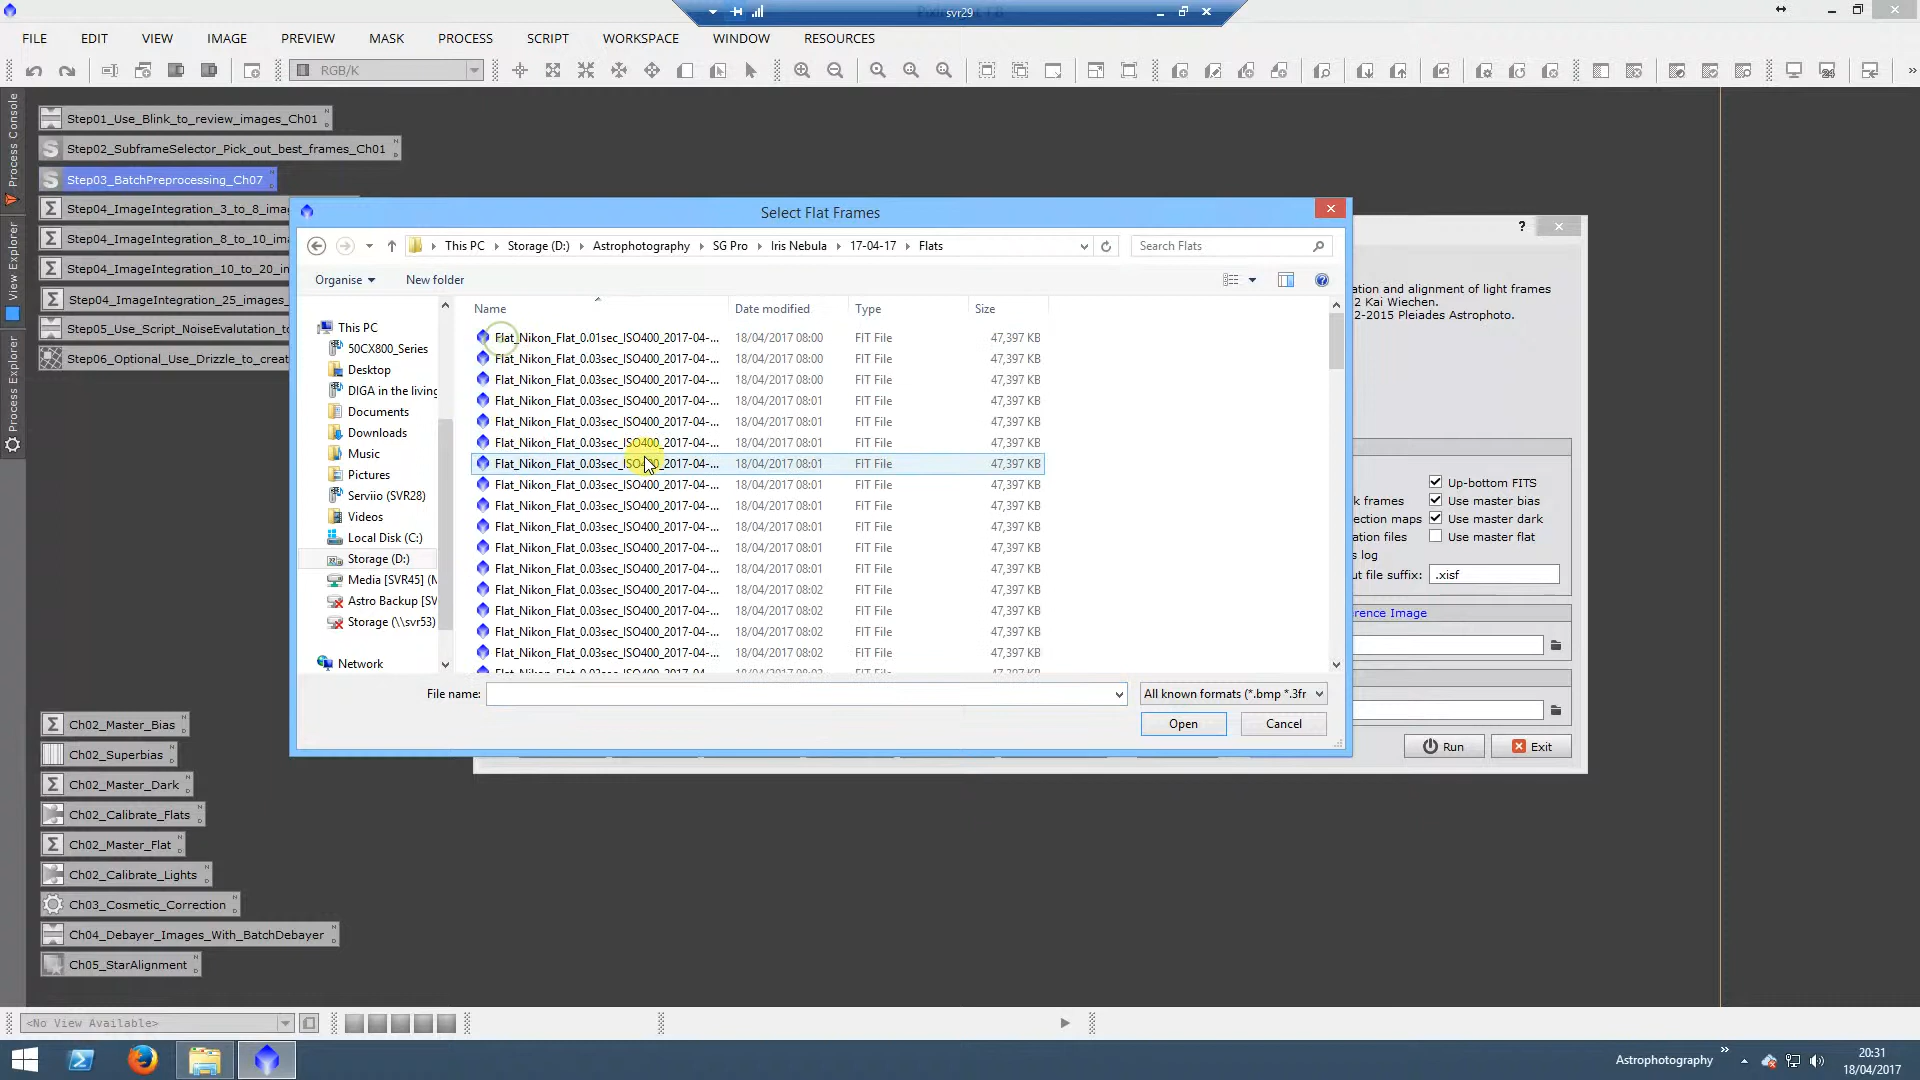 svr29
FILE EDIT VIEW IMAGE PREVIEW MASK PROCESS SCRIPT WORKSPACE WINDOW RESOURCES
RGB/K
Process Console
View Explorer
Process Explorer
Step01_Use_Blink_to_review_images_Ch01
Step02_SubframeSelector_Pick_out_best_frames_Ch01
Step03_BatchPreprocessing_Ch07
Step04_ImageIntegration_3_to_8_imag
Step04_ImageIntegration_8_to_10_im
Step04_ImageIntegration_10_to_20_in
Step04_ImageIntegration_25_images_
Step05_Use_Script_NoiseEvalutation_to
Step06_Optional_Use_Drizzle_to_creat
Select Flat Frames
This PC Storage (D:) Astrophotography SG Pro Iris Nebula 17-04-17 Flats
Search Flats
Organise New folder
Name Date modified Type Size
This PC
50CX800_Series
Desktop
DIGA in the living
Documents
Downloads
Music
Pictures
Serviio (SVR28)
Videos
Local Disk (C:)
Storage (D:)
Media [SVR45] (M
Astro Backup [SV
Storage (\\svr53)
Network
Flat_Nikon_Flat_0.01sec_ISO400_2017-04-... 18/04/2017 08:00 FIT File 47,397 KB
Flat_Nikon_Flat_0.03sec_ISO400_2017-04-... 18/04/2017 08:00 FIT File 47,397 KB
Flat_Nikon_Flat_0.03sec_ISO400_2017-04-... 18/04/2017 08:00 FIT File 47,397 KB
Flat_Nikon_Flat_0.03sec_ISO400_2017-04-... 18/04/2017 08:01 FIT File 47,397 KB
Flat_Nikon_Flat_0.03sec_ISO400_2017-04-... 18/04/2017 08:01 FIT File 47,397 KB
Flat_Nikon_Flat_0.03sec_ISO400_2017-04-... 18/04/2017 08:01 FIT File 47,397 KB
Flat_Nikon_Flat_0.03sec_ISO400_2017-04-... 18/04/2017 08:01 FIT File 47,397 KB
Flat_Nikon_Flat_0.03sec_ISO400_2017-04-... 18/04/2017 08:01 FIT File 47,397 KB
Flat_Nikon_Flat_0.03sec_ISO400_2017-04-... 18/04/2017 08:01 FIT File 47,397 KB
Flat_Nikon_Flat_0.03sec_ISO400_2017-04-... 18/04/2017 08:01 FIT File 47,397 KB
Flat_Nikon_Flat_0.03sec_ISO400_2017-04-... 18/04/2017 08:01 FIT File 47,397 KB
Flat_Nikon_Flat_0.03sec_ISO400_2017-04-... 18/04/2017 08:01 FIT File 47,397 KB
Flat_Nikon_Flat_0.03sec_ISO400_2017-04-... 18/04/2017 08:02 FIT File 47,397 KB
Flat_Nikon_Flat_0.03sec_ISO400_2017-04-... 18/04/2017 08:02 FIT File 47,397 KB
Flat_Nikon_Flat_0.03sec_ISO400_2017-04-... 18/04/2017 08:02 FIT File 47,397 KB
Flat_Nikon_Flat_0.03sec_ISO400_2017-04-... 18/04/2017 08:02 FIT File 47,397 KB
File name:
All known formats (*.bmp *.3fr
Open Cancel
ation and alignment of light frames
2 Kai Wiechen.
2-2015 Pleiades Astrophoto.
Up-bottom FITS
k frames Use master bias
ection maps Use master dark
ation files Use master flat
s log
ut file suffix: .xisf
erence Image
Run Exit
Ch02_Master_Bias
Ch02_Superbias
Ch02_Master_Dark
Ch02_Calibrate_Flats
Ch02_Master_Flat
Ch02_Calibrate_Lights
Ch03_Cosmetic_Correction
Ch04_Debayer_Images_With_BatchDebayer
Ch05_StarAlignment
<No View Available>
Astrophotography
20:31
18/04/2017